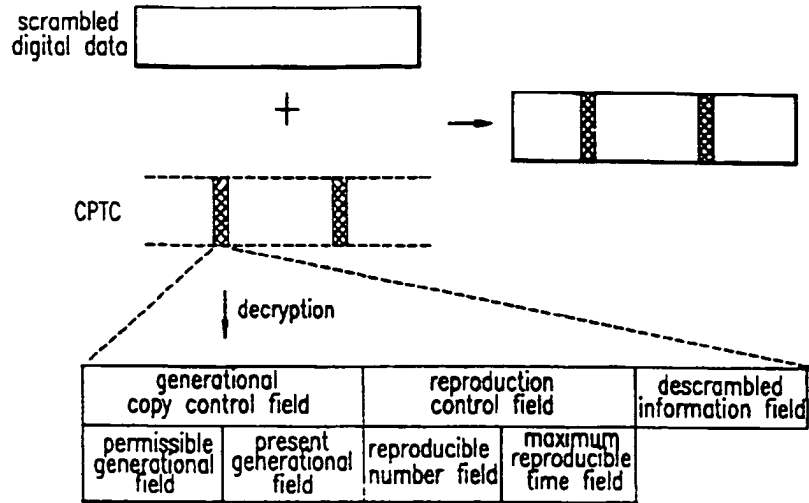 scrambled
digital data
+
CPTC
decryption
generational
copy control field
reproduction
control field
descrambled
information field
permissible
generational
field
present
generational
field
reproducible
number field
maximum
reproducible
time field